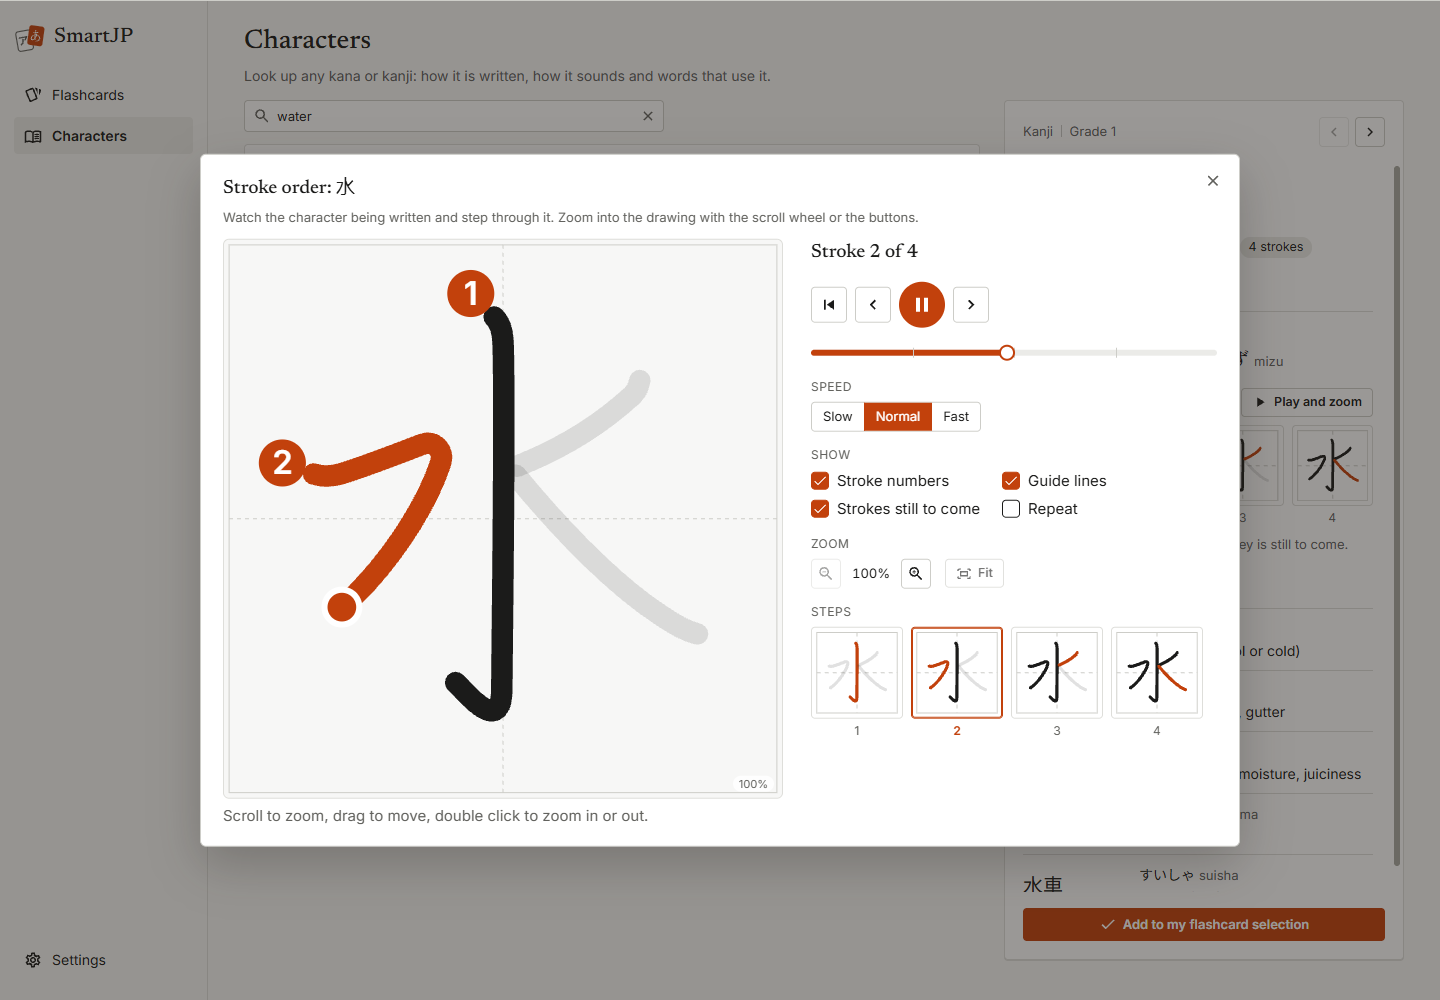 SmartJP
Flashcards
Characters
Settings
Characters
Look up any kana or kanji: how it is written, how it sounds and words that use it.
water
Kanji | Grade 1
4 strokes
mizu
Play and zoom
3
4
is still to come.
or cold)
gutter
moisture, juiciness
水車
すいしゃ suisha
Add to my flashcard selection
Stroke order: 水
Watch the character being written and step through it. Zoom into the drawing with the scroll wheel or the buttons.
1
2
水
100%
Scroll to zoom, drag to move, double click to zoom in or out.
Stroke 2 of 4
SPEED
Slow Normal Fast
SHOW
Stroke numbers
Guide lines
Strokes still to come
Repeat
ZOOM
100%
Fit
STEPS
水 水 水 水
1 2 3 4